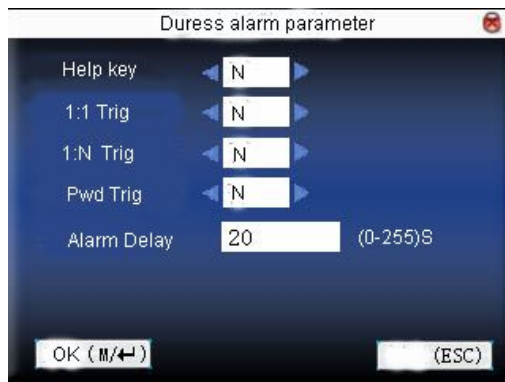 Duress alarm parameter
Help key N
1:1 Trig N
1:N Trig N
Pwd Trig N
Alarm Delay 20 (0-255)S
OK (M/↵) (ESC)